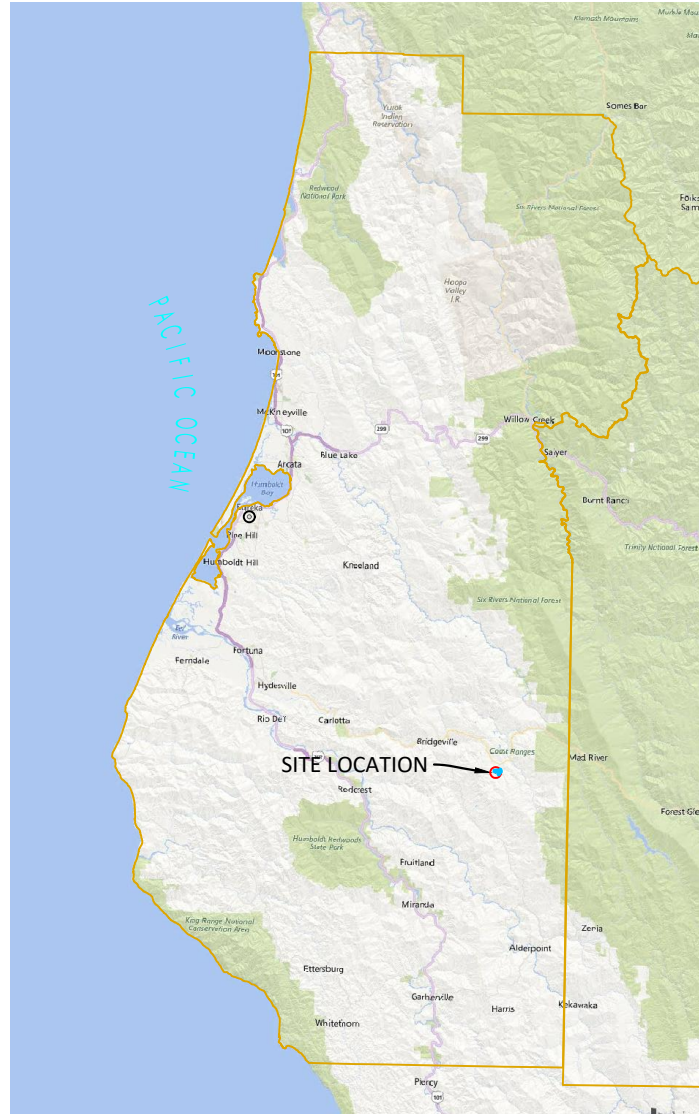 Klamath Mountains
Somes Bar
Yurok
Indian
Reservation
Redwood
National Park
Six Rivers National Forest
Hoopa
Valley
I.R.
PACIFIC OCEAN
Moonstone
101
McKinleyville
101
299
Willow Creek
299
Blue Lake
Arcata
Salyer
Humboldt
Bay
Burnt Ranch
Eureka
Pine Hill
Trinity National Forest
Humboldt Hill
Kneeland
Six Rivers National Forest
Eel
River
Fortuna
Ferndale
Hydesville
Rio Dell
Carlotta
Bridgeville
Coast Ranges
Mad River
SITE LOCATION
Redcrest
Humboldt Redwoods
State Park
Forest Gle
Fruitland
Miranda
King Range National
Conservation Area
Zenia
Alderpoint
Ettersburg
Garberville
Harris
Kekawaka
Whitethorn
Piercy
101